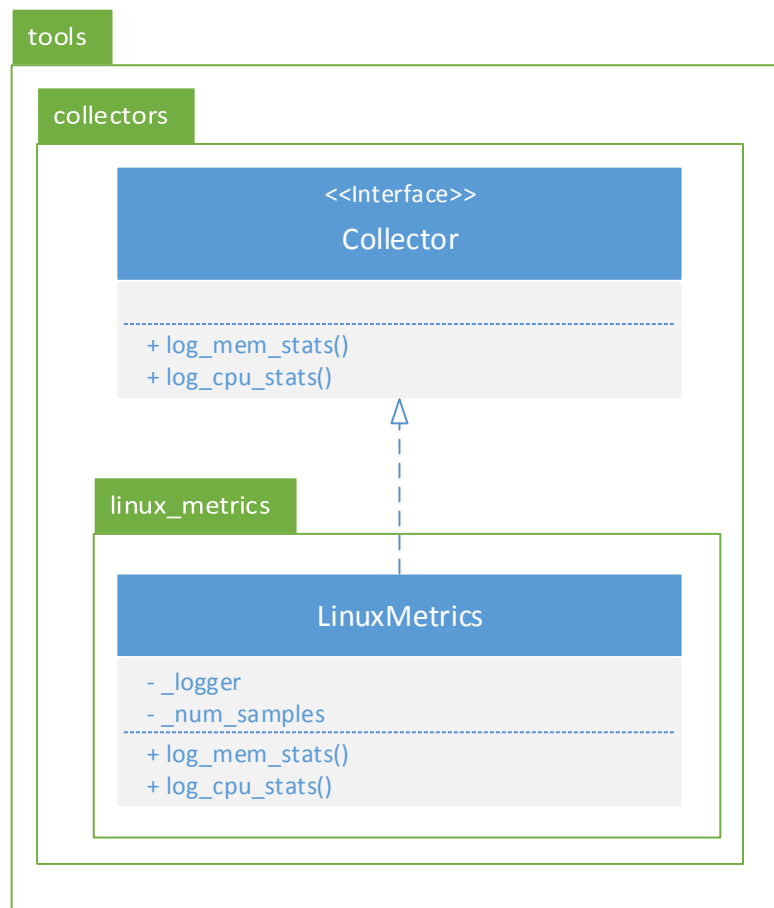 tools
collectors
<<Interface>>
Collector
+ log_mem_stats()
+ log_cpu_stats()
linux_metrics
LinuxMetrics
- _logger
- _num_samples
+ log_mem_stats()
+ log_cpu_stats()